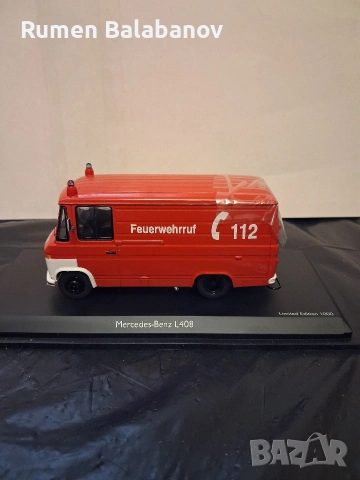 Rumen Balabanov
Feuerwehrruf 112
Limited Edition 1000
Mercedes-Benz L408
BAZAR